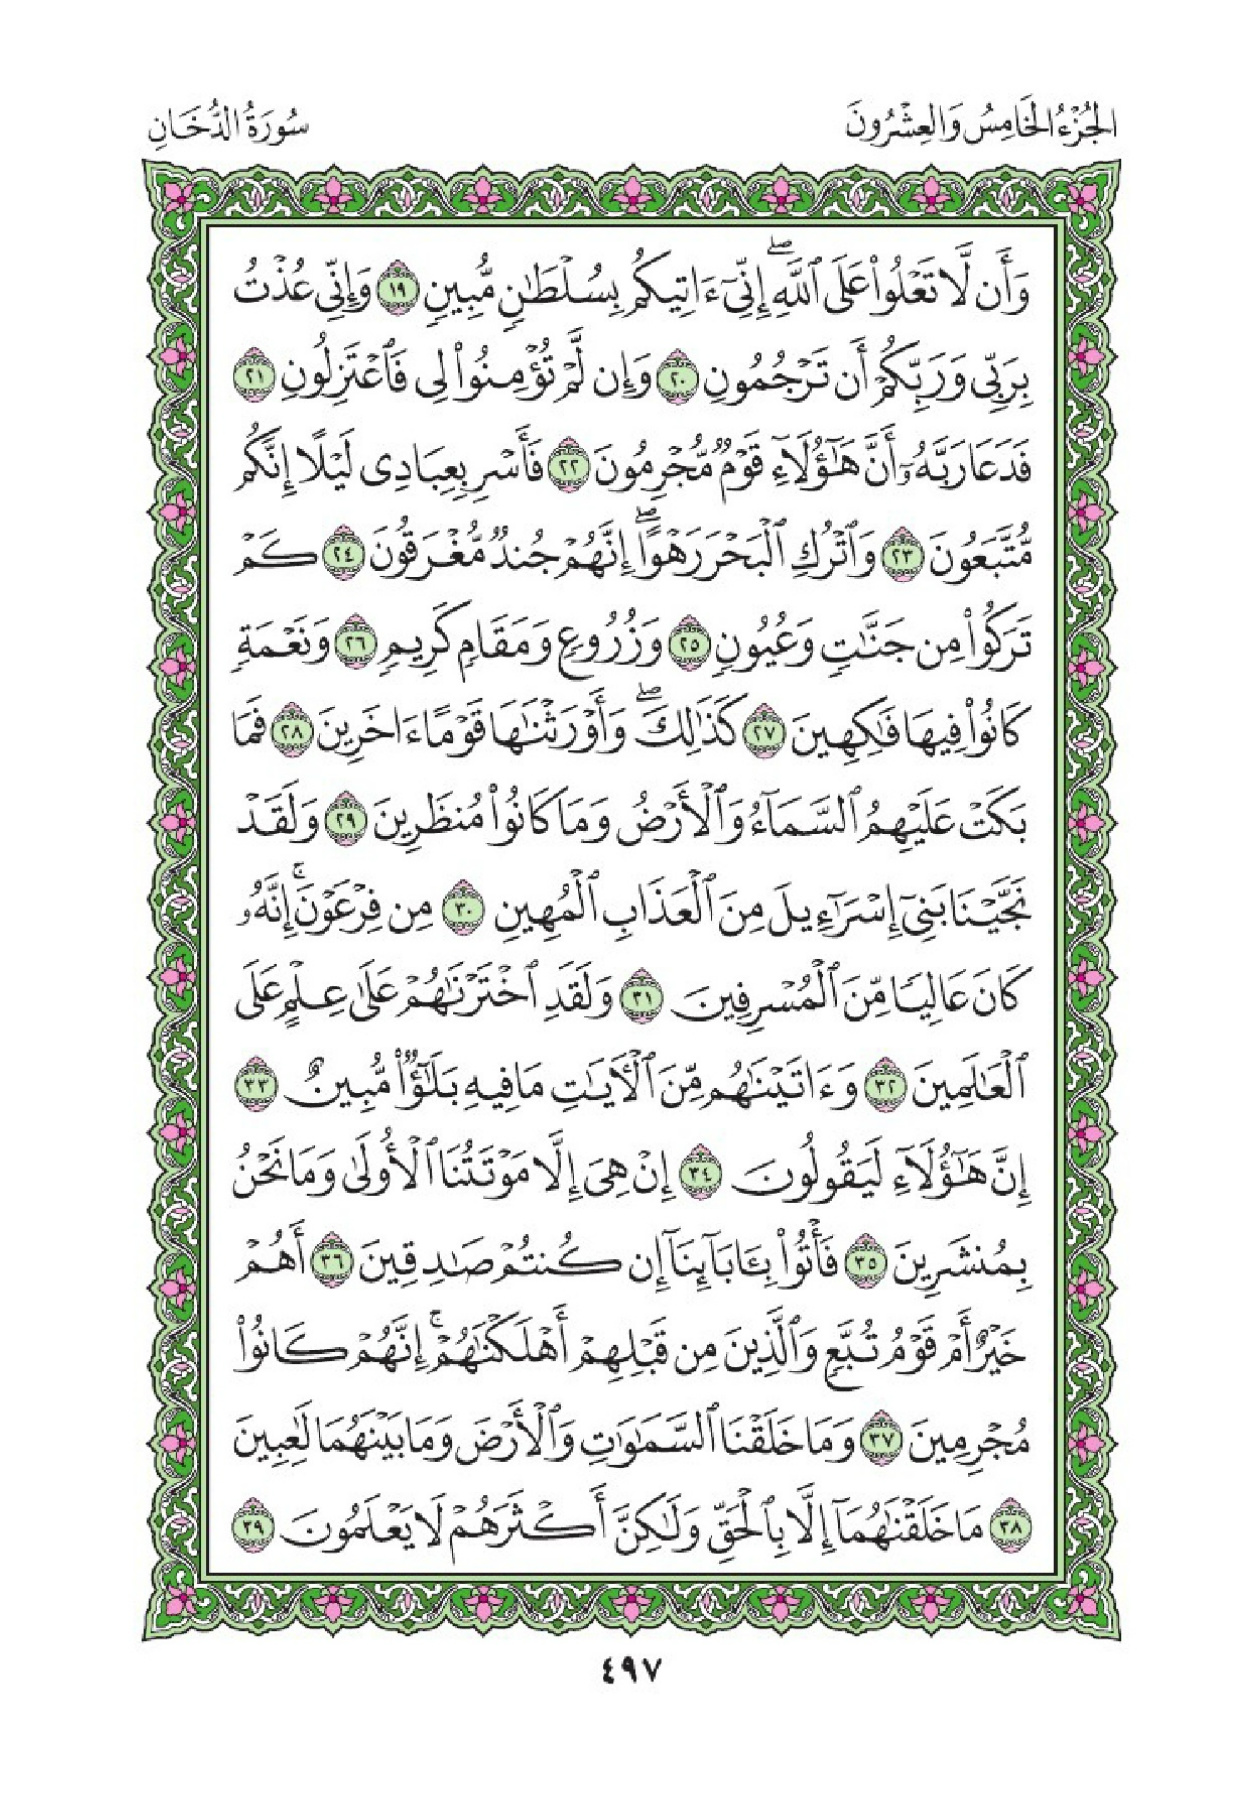 الجُزْءُ الخَامِسُ وَالعِشْرُونَ
سُورَةُ الدُّخَانِ
وَأَن لَّا تَعْلُوا۟ عَلَى ٱللَّهِ ۖ إِنِّىٓ ءَاتِيكُم بِسُلْطَٰنٍ مُّبِينٍ ١٩ وَإِنِّى عُذْتُ
بِرَبِّى وَرَبِّكُمْ أَن تَرْجُمُونِ ٢٠ وَإِن لَّمْ تُؤْمِنُوا۟ لِى فَٱعْتَزِلُونِ ٢١
فَدَعَا رَبَّهُۥٓ أَنَّ هَٰٓؤُلَآءِ قَوْمٌ مُّجْرِمُونَ ٢٢ فَأَسْرِ بِعِبَادِى لَيْلًا إِنَّكُم
مُّتَّبَعُونَ ٢٣ وَٱتْرُكِ ٱلْبَحْرَ رَهْوًا ۖ إِنَّهُمْ جُندٌ مُّغْرَقُونَ ٢٤ كَمْ
تَرَكُوا۟ مِن جَنَّٰتٍ وَعُيُونٍ ٢٥ وَزُرُوعٍ وَمَقَامٍ كَرِيمٍ ٢٦ وَنَعْمَةٍ
كَانُوا۟ فِيهَا فَٰكِهِينَ ٢٧ كَذَٰلِكَ ۖ وَأَوْرَثْنَٰهَا قَوْمًا ءَاخَرِينَ ٢٨ فَمَا
بَكَتْ عَلَيْهِمُ ٱلسَّمَآءُ وَٱلْأَرْضُ وَمَا كَانُوا۟ مُنظَرِينَ ٢٩ وَلَقَدْ
نَجَّيْنَا بَنِىٓ إِسْرَٰٓءِيلَ مِنَ ٱلْعَذَابِ ٱلْمُهِينِ ٣٠ مِن فِرْعَوْنَ ۚ إِنَّهُۥ
كَانَ عَالِيًا مِّنَ ٱلْمُسْرِفِينَ ٣١ وَلَقَدِ ٱخْتَرْنَٰهُمْ عَلَىٰ عِلْمٍ عَلَى
ٱلْعَٰلَمِينَ ٣٢ وَءَاتَيْنَٰهُم مِّنَ ٱلْءَايَٰتِ مَا فِيهِ بَلَٰٓؤٌا۟ مُّبِينٌ ٣٣
إِنَّ هَٰٓؤُلَآءِ لَيَقُولُونَ ٣٤ إِنْ هِىَ إِلَّا مَوْتَتُنَا ٱلْأُولَىٰ وَمَا نَحْنُ
بِمُنشَرِينَ ٣٥ فَأْتُوا۟ بِـَٔابَآئِنَآ إِن كُنتُمْ صَٰدِقِينَ ٣٦ أَهُمْ
خَيْرٌ أَمْ قَوْمُ تُبَّعٍ وَٱلَّذِينَ مِن قَبْلِهِمْ أَهْلَكْنَٰهُمْ ۚ إِنَّهُمْ كَانُوا۟
مُجْرِمِينَ ٣٧ وَمَا خَلَقْنَا ٱلسَّمَٰوَٰتِ وَٱلْأَرْضَ وَمَا بَيْنَهُمَا لَٰعِبِينَ
٣٨ مَا خَلَقْنَٰهُمَآ إِلَّا بِٱلْحَقِّ وَلَٰكِنَّ أَكْثَرَهُمْ لَا يَعْلَمُونَ ٣٩
٤٩٧